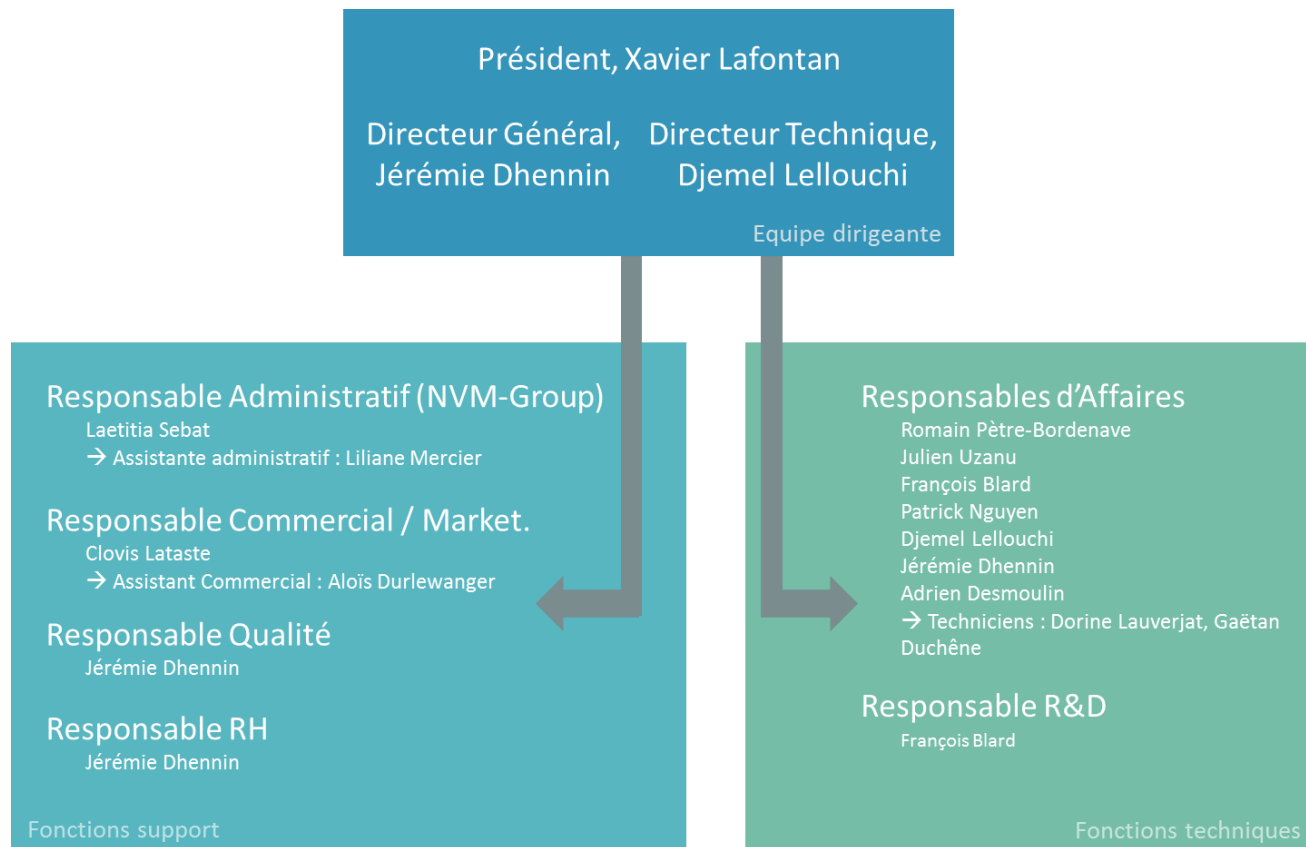 Président, Xavier Lafontan
Directeur Général,
Jérémie Dhennin
Directeur Technique,
Djemel Lellouchi
Equipe dirigeante
Responsable Administratif (NVM-Group)
Laetitia Sebat
→ Assistante administratif : Liliane Mercier
Responsable Commercial / Market.
Clovis Lataste
→ Assistant Commercial : Aloïs Durlewanger
Responsable Qualité
Jérémie Dhennin
Responsable RH
Jérémie Dhennin
Fonctions support
Responsables d’Affaires
Romain Pètre-Bordenave
Julien Uzanu
François Blard
Patrick Nguyen
Djemel Lellouchi
Jérémie Dhennin
Adrien Desmoulin
→ Techniciens : Dorine Lauverjat, Gaëtan
Duchêne
Responsable R&D
François Blard
Fonctions techniques